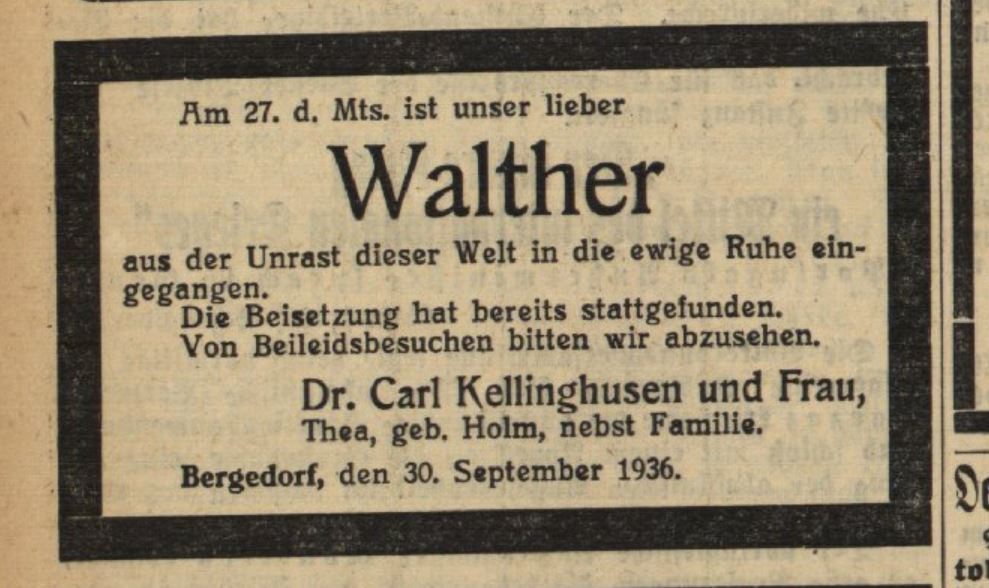 Am 27. d. Mts. ist unser lieber
Walther
aus der Unrast dieser Welt in die ewige Ruhe ein-
gegangen.
Die Beisetzung hat bereits stattgefunden.
Von Beileidsbesuchen bitten wir abzusehen.
Dr. Carl Kellinghusen und Frau,
Thea, geb. Holm, nebst Familie.
Bergedorf, den 30. September 1936.